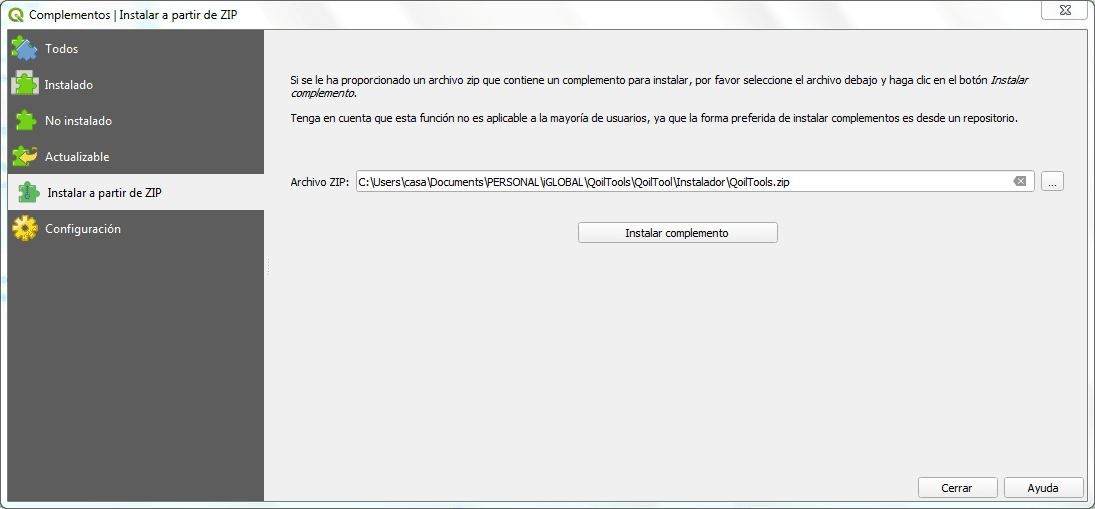 Complementos | Instalar a partir de ZIP
Todos
Instalado
No instalado
Actualizable
Instalar a partir de ZIP
Configuración
Si se le ha proporcionado un archivo zip que contiene un complemento para instalar, por favor seleccione el archivo debajo y haga clic en el botón Instalar
complemento.
Tenga en cuenta que esta función no es aplicable a la mayoría de usuarios, ya que la forma preferida de instalar complementos es desde un repositorio.
Archivo ZIP: C:\Users\casa\Documents\PERSONAL\iGLOBAL\QoilTools\QoilTool\Instalador\QoilTools.zip ...
Instalar complemento
Cerrar Ayuda